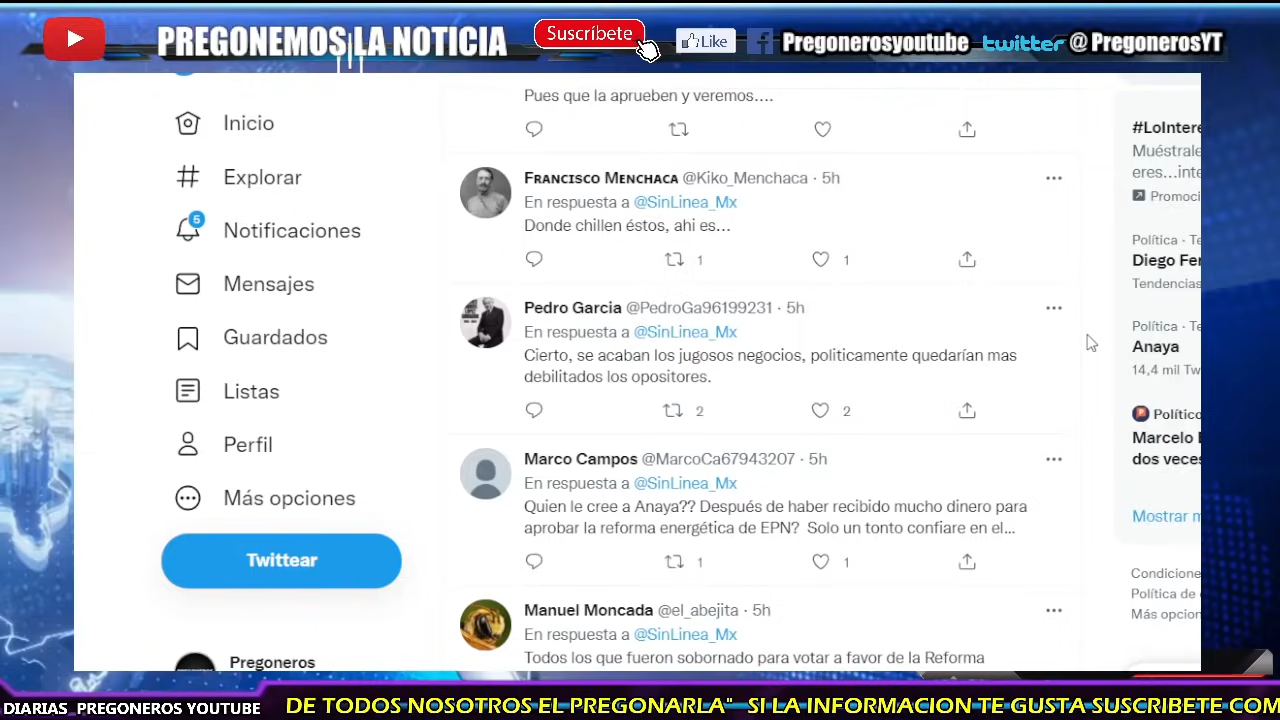 PREGONEMOS LA NOTICIA
Suscríbete
Like
Pregonerosyoutube
twitter @PregonerosYT
Inicio
Explorar
5
Notificaciones
Mensajes
Guardados
Listas
Perfil
Más opciones
Twittear
Pregoneros
Pues que la aprueben y veremos....
Francisco Menchaca @Kiko_Menchaca · 5h
En respuesta a @SinLinea_Mx
Donde chillen éstos, ahi es...
1 1
Pedro Garcia @PedroGa96199231 · 5h
En respuesta a @SinLinea_Mx
Cierto, se acaban los jugosos negocios, politicamente quedarían mas
debilitados los opositores.
2 2
Marco Campos @MarcoCa67943207 · 5h
En respuesta a @SinLinea_Mx
Quien le cree a Anaya?? Después de haber recibido mucho dinero para
aprobar la reforma energética de EPN? Solo un tonto confiare en el...
1 1
Manuel Moncada @el_abejita · 5h
En respuesta a @SinLinea_Mx
Todos los que fueron sobornado para votar a favor de la Reforma
#LoIntere
Muéstrale
eres...inte
Promoci
Política · Te
Diego Fer
Tendencias
Política · Te
Anaya
14,4 mil Tw
Político
Marcelo E
dos veces
Mostrar m
Condicione
Política de
Más opcion
DIARIAS_PREGONEROS YOUTUBE
DE TODOS NOSOTROS EL PREGONARLA" SI LA INFORMACION TE GUSTA SUSCRIBETE COM